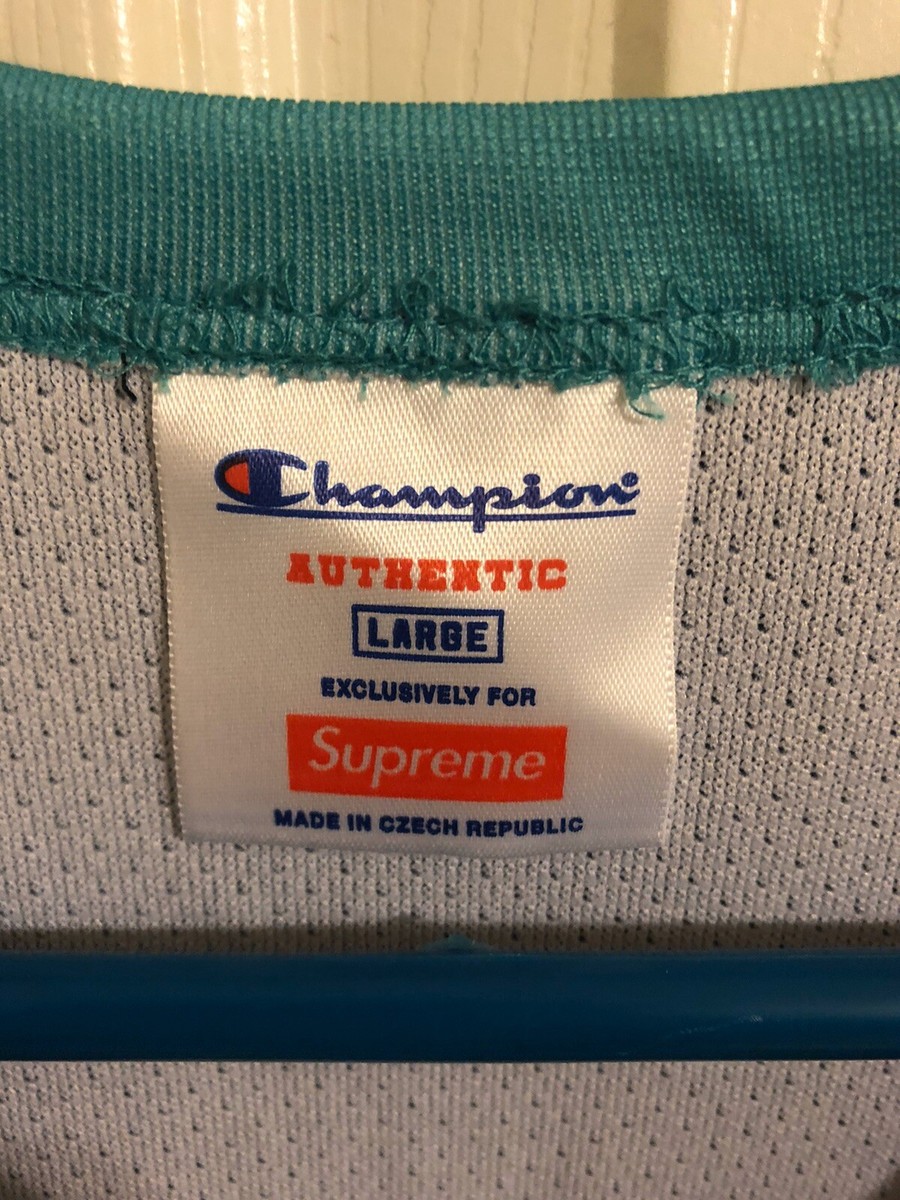 Champion
AUTHENTIC
LARGE
EXCLUSIVELY FOR
Supreme
MADE IN CZECH REPUBLIC